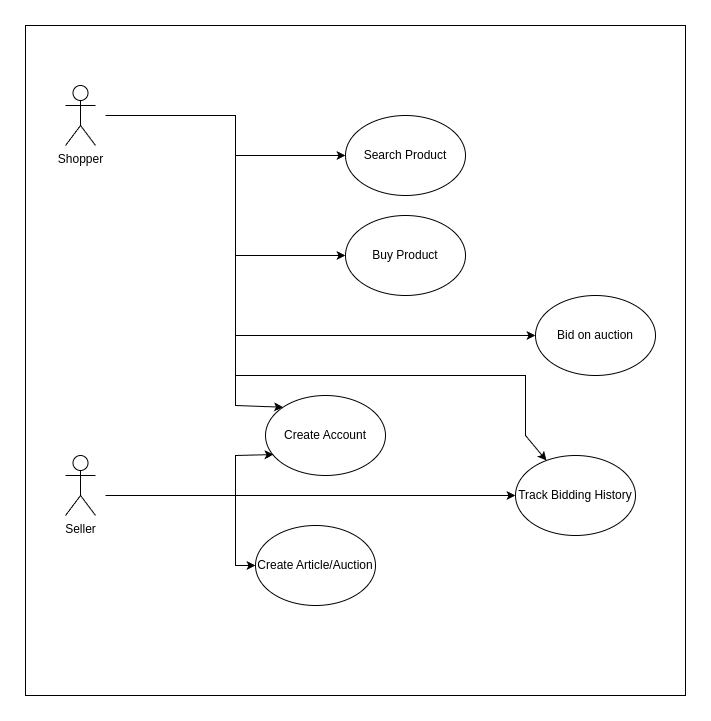 Shopper
Search Product
Buy Product
Bid on auction
Create Account
Seller
Track Bidding History
Create Article/Auction